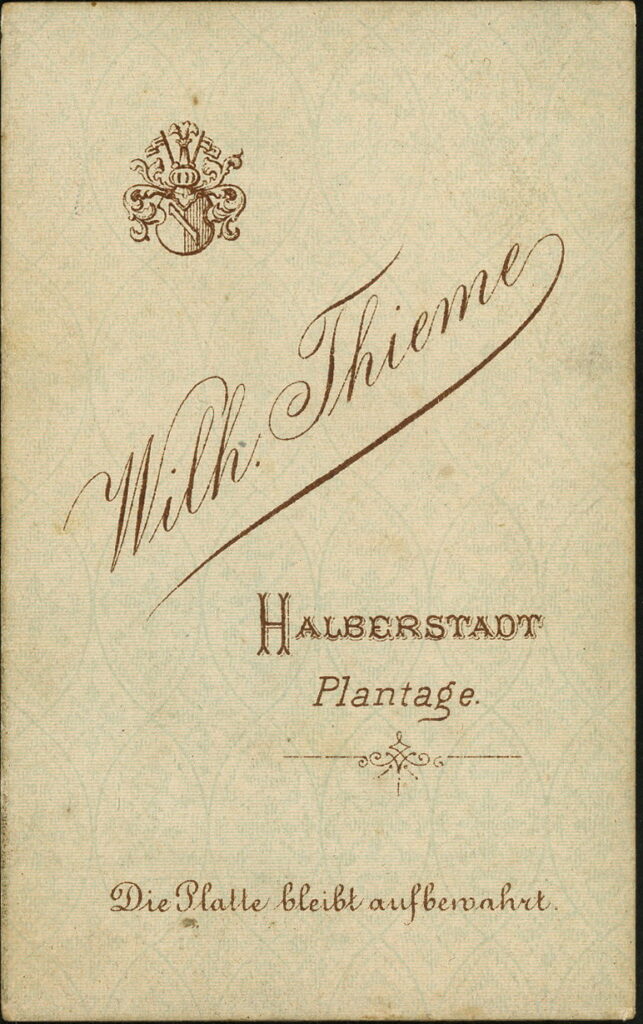 Wilh. Thieme
HALBERSTADT
Plantage.
Die Platte bleibt aufbewahrt.